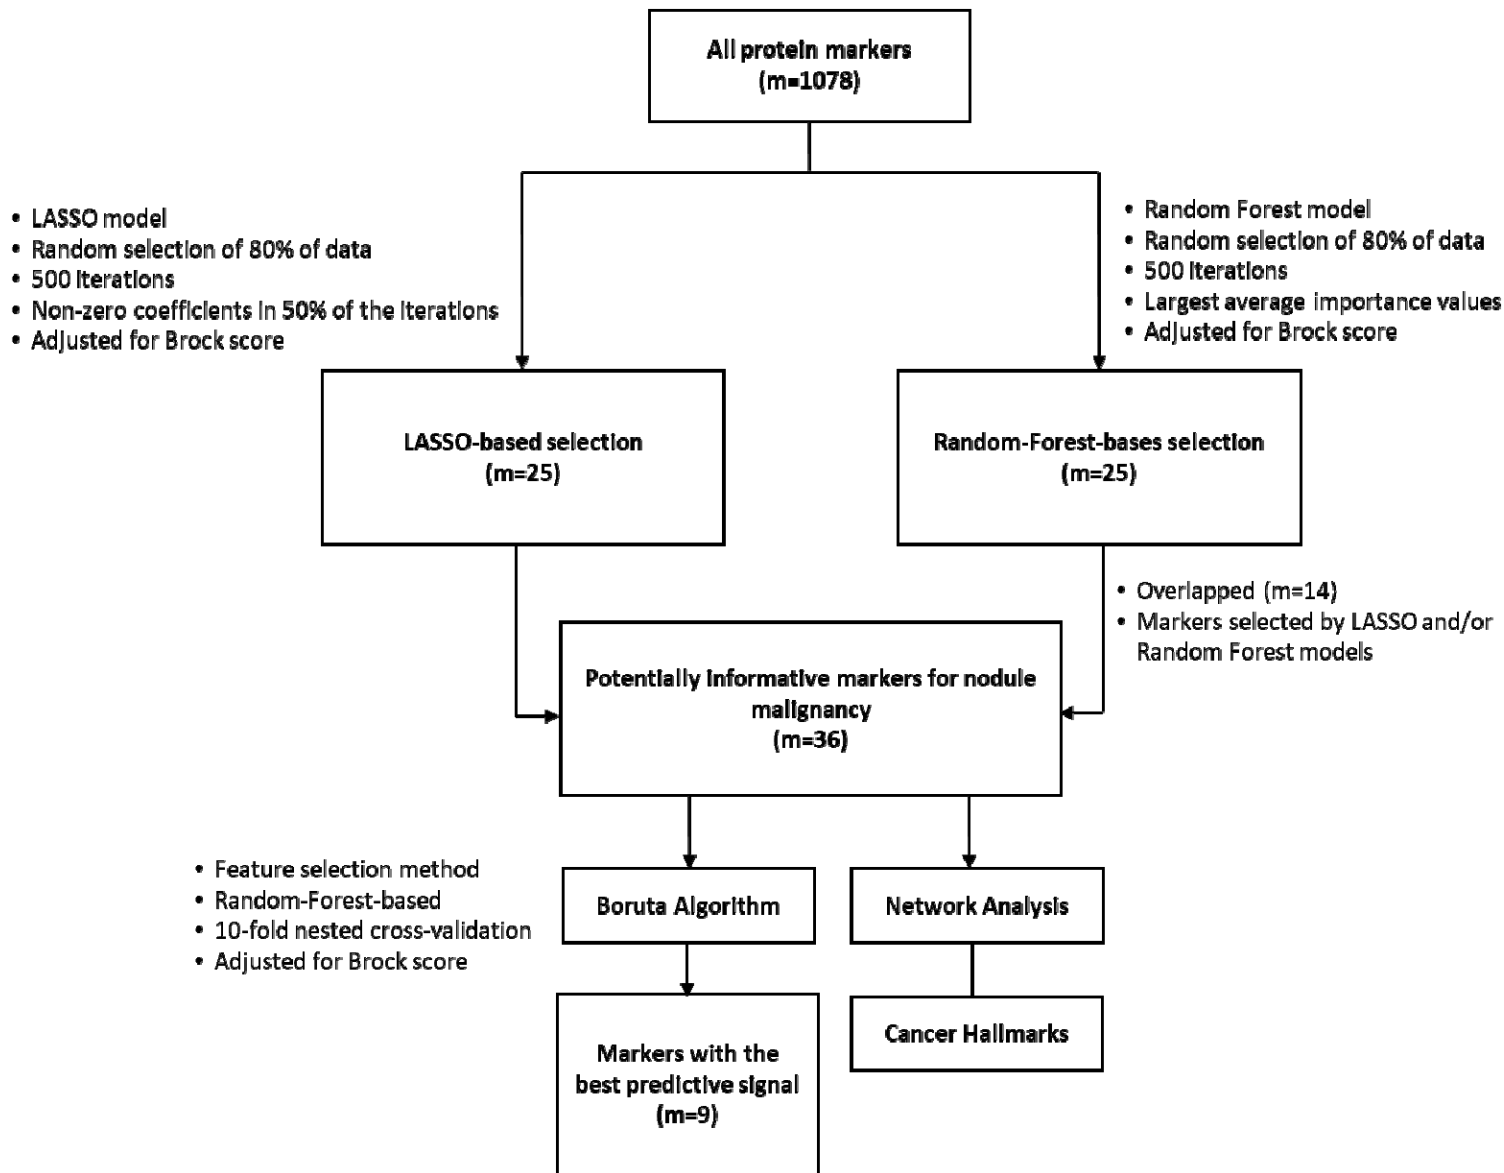 All protein markers
(m=1078)
• LASSO model
• Random selection of 80% of data
• 500 iterations
• Non-zero coefficients in 50% of the iterations
• Adjusted for Brock score
• Random Forest model
• Random selection of 80% of data
• 500 iterations
• Largest average importance values
• Adjusted for Brock score
LASSO-based selection
(m=25)
Random-Forest-bases selection
(m=25)
• Overlapped (m=14)
• Markers selected by LASSO and/or
Random Forest models
Potentially informative markers for nodule
malignancy
(m=36)
• Feature selection method
• Random-Forest-based
• 10-fold nested cross-validation
• Adjusted for Brock score
Boruta Algorithm
Network Analysis
Markers with the
best predictive signal
(m=9)
Cancer Hallmarks